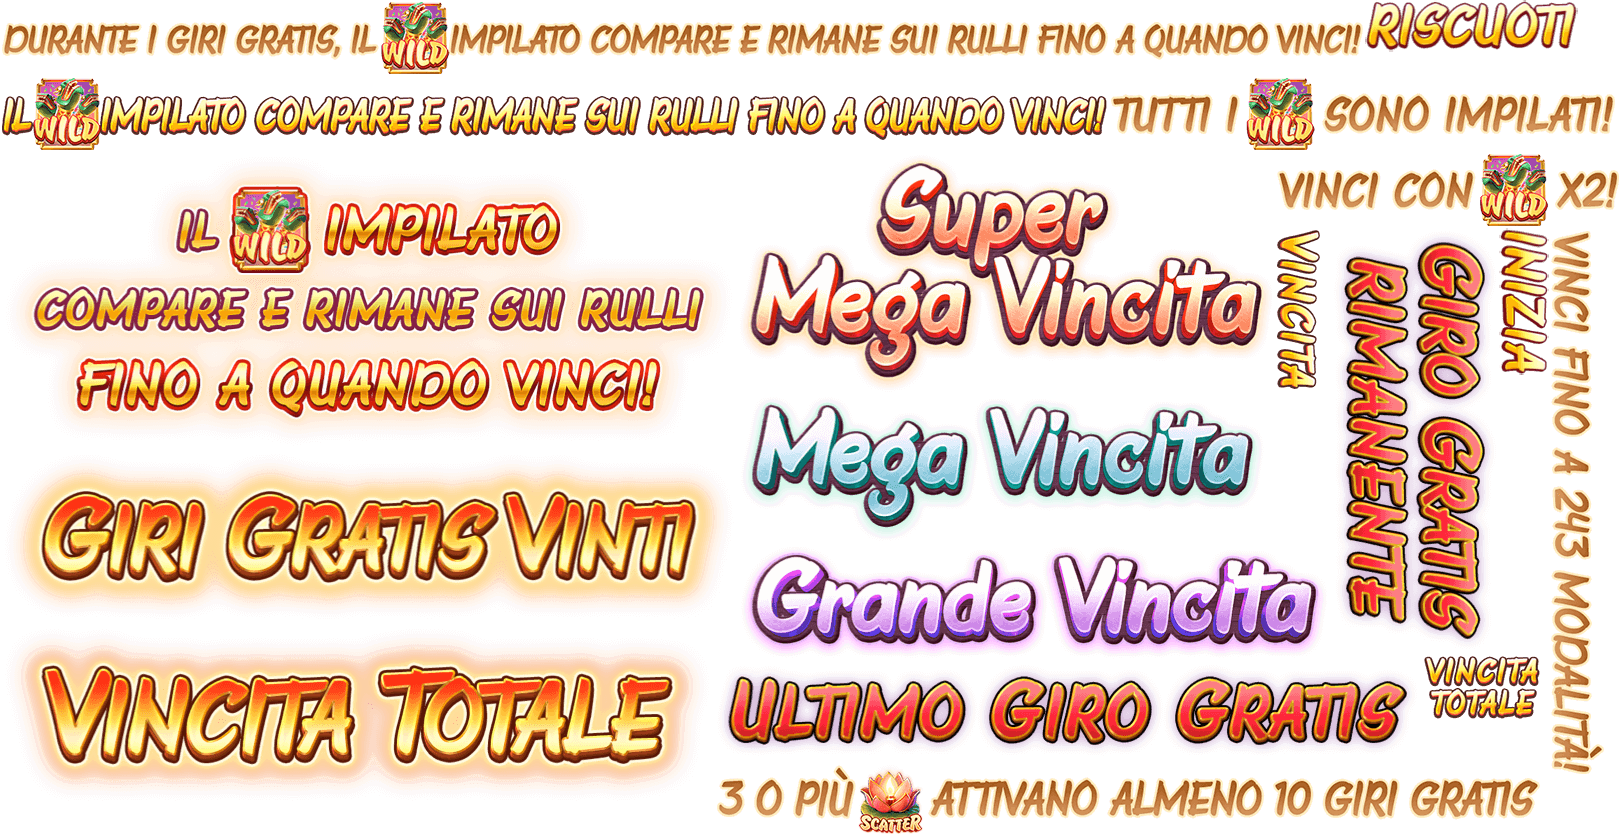 DURANTE I GIRI GRATIS, IL WILD IMPILATO COMPARE E RIMANE SUI RULLI FINO A QUANDO VINCI!
RISCUOTI
IL WILD IMPILATO COMPARE E RIMANE SUI RULLI FINO A QUANDO VINCI!
TUTTI I WILD SONO IMPILATI!
VINCI CON WILD X2!
IL WILD IMPILATO
COMPARE E RIMANE SUI RULLI
FINO A QUANDO VINCI!
Super
Mega Vincita
VINCITA
GIRO GRATIS
RIMANENTE
INIZIA
VINCI FINO A 243 MODALITÀ!
Mega Vincita
GIRI GRATIS VINTI
Grande Vincita
VINCITA TOTALE
ULTIMO GIRO GRATIS
VINCITA
TOTALE
3 O PIÙ SCATTER ATTIVANO ALMENO 10 GIRI GRATIS